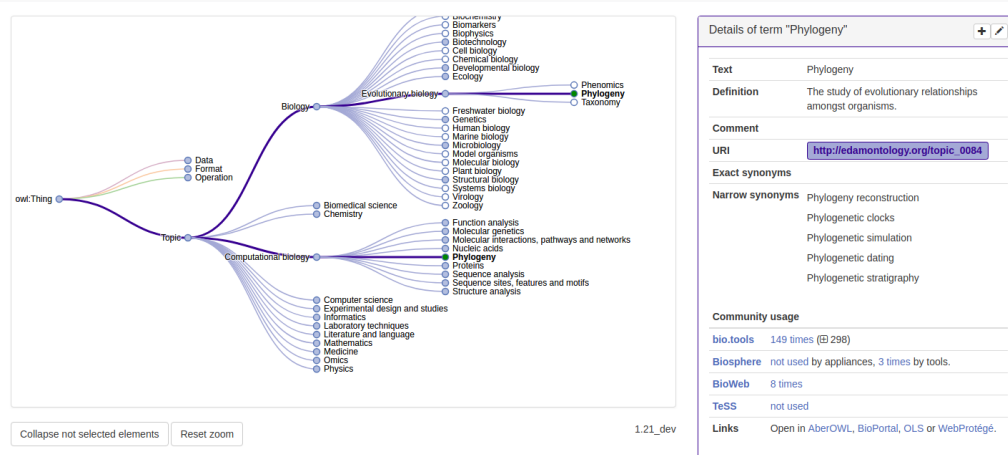 Biochemistry
Biomarkers
Biophysics
Biotechnology
Cell biology
Chemical biology
Developmental biology
Ecology
Evolutionary biology
Phenomics
Phylogeny
Taxonomy
Biology
Freshwater biology
Genetics
Human biology
Marine biology
Microbiology
Model organisms
Molecular biology
Plant biology
Structural biology
Systems biology
Virology
Zoology
Data
Format
Operation
owl:Thing
Biomedical science
Chemistry
Topic
Function analysis
Molecular genetics
Molecular interactions, pathways and networks
Nucleic acids
Computational biology
Phylogeny
Proteins
Sequence analysis
Sequence sites, features and motifs
Structure analysis
Computer science
Experimental design and studies
Informatics
Laboratory techniques
Literature and language
Mathematics
Medicine
Omics
Physics
Collapse not selected elements
Reset zoom
1.21_dev
Details of term "Phylogeny"
Text Phylogeny
Definition The study of evolutionary relationships
amongst organisms.
Comment
URI http://edamontology.org/topic_0084
Exact synonyms
Narrow synonyms Phylogeny reconstruction
Phylogenetic clocks
Phylogenetic simulation
Phylogenetic dating
Phylogenetic stratigraphy
Community usage
bio.tools 149 times (298)
Biosphere not used by appliances, 3 times by tools.
BioWeb 8 times
TeSS not used
Links Open in AberOWL, BioPortal, OLS or WebProtégé.